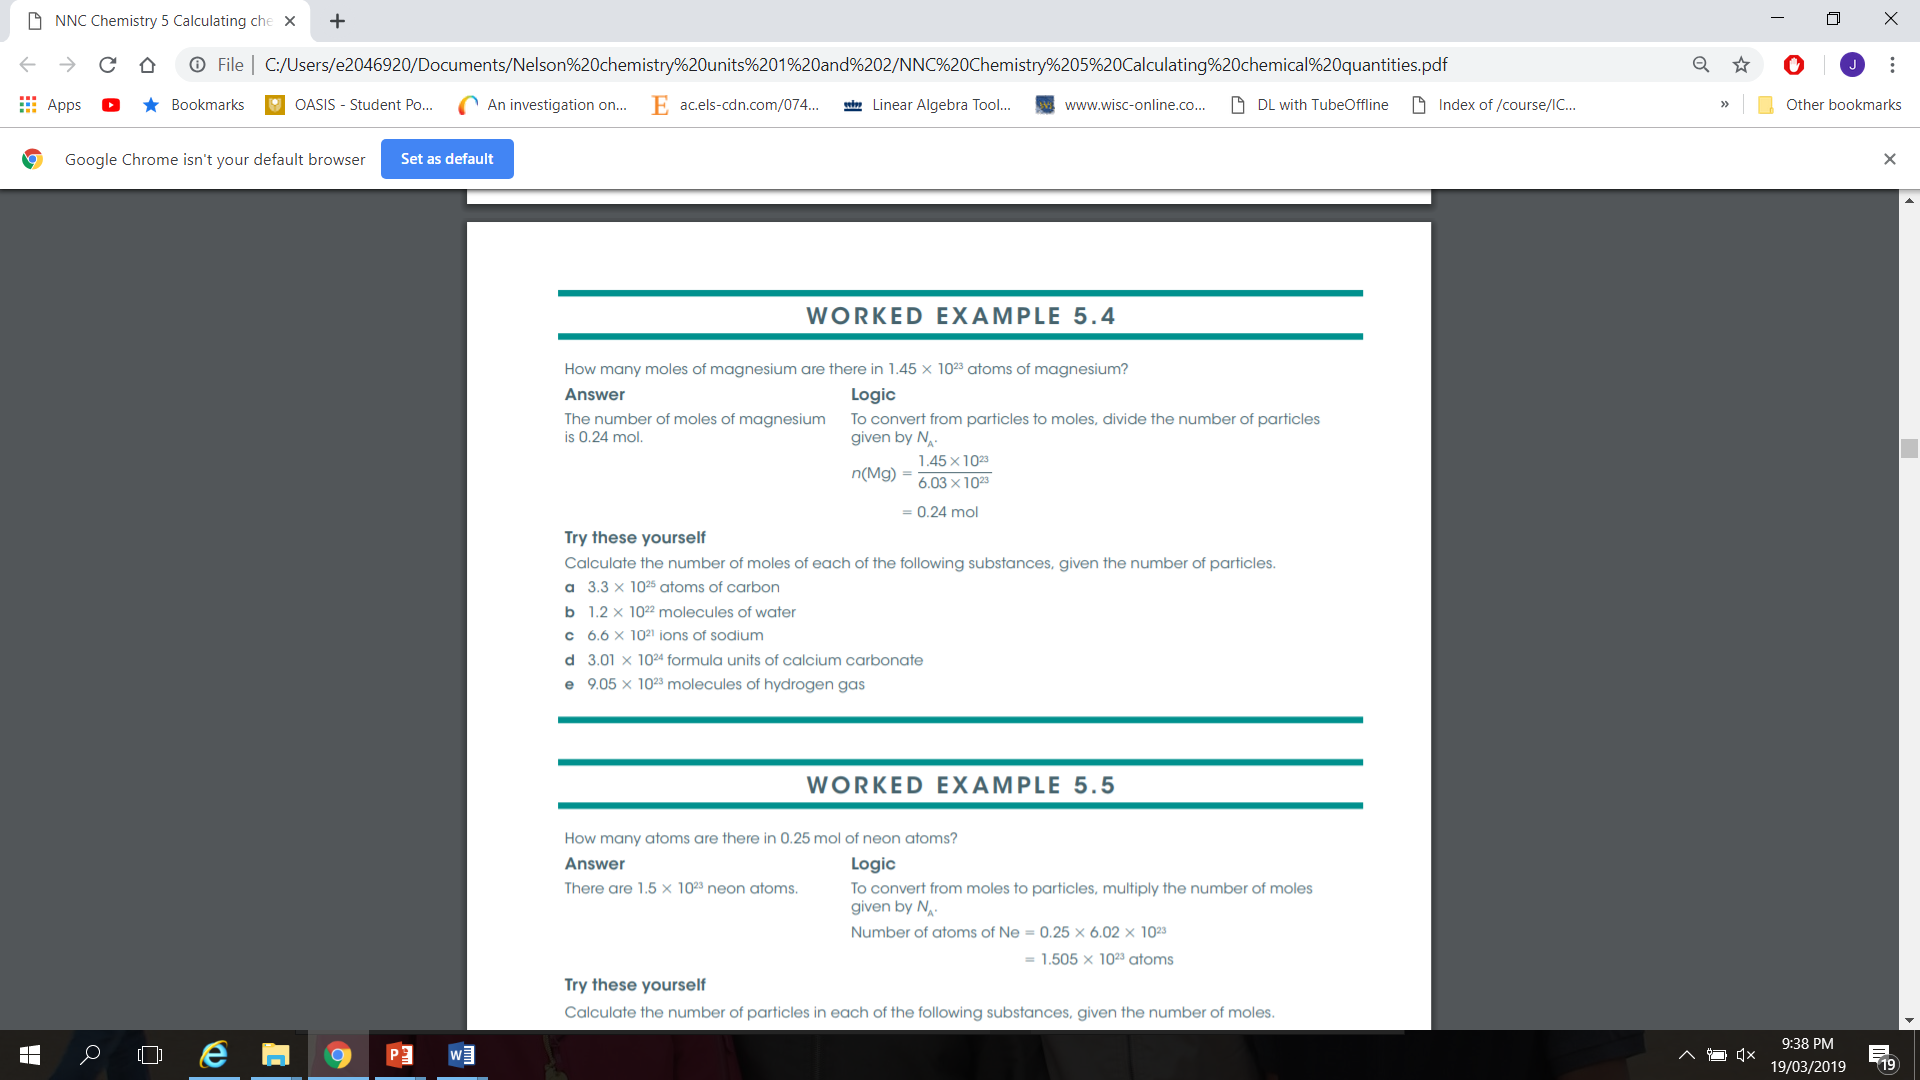 NNC Chemistry 5 Calculating che
File
C:/Users/e2046920/Documents/Nelson%20chemistry%20units%201%20and%202/NNC%20Chemistry%205%20Calculating%20chemical%20quantities.pdf
J
Apps
Bookmarks
OASIS - Student Po...
An investigation on...
ac.els-cdn.com/074...
Linear Algebra Tool...
www.wisc-online.co...
DL with TubeOffline
Index of /course/IC...
»
Other bookmarks
Google Chrome isn't your default browser
Set as default
WORKED EXAMPLE 5.4
How many moles of magnesium are there in 1.45 × 10²³ atoms of magnesium?
Answer
The number of moles of magnesium
is 0.24 mol.
Logic
To convert from particles to moles, divide the number of particles
given by N_A.
n(Mg) = 1.45 × 10²³ / 6.03 × 10²³
= 0.24 mol
Try these yourself
Calculate the number of moles of each of the following substances, given the number of particles.
a 3.3 × 10²⁵ atoms of carbon
b 1.2 × 10²² molecules of water
c 6.6 × 10²¹ ions of sodium
d 3.01 × 10²⁴ formula units of calcium carbonate
e 9.05 × 10²³ molecules of hydrogen gas
WORKED EXAMPLE 5.5
How many atoms are there in 0.25 mol of neon atoms?
Answer
There are 1.5 × 10²³ neon atoms.
Logic
To convert from moles to particles, multiply the number of moles
given by N_A.
Number of atoms of Ne = 0.25 × 6.02 × 10²³
= 1.505 × 10²³ atoms
Try these yourself
Calculate the number of particles in each of the following substances, given the number of moles.
9:38 PM
19/03/2019
19